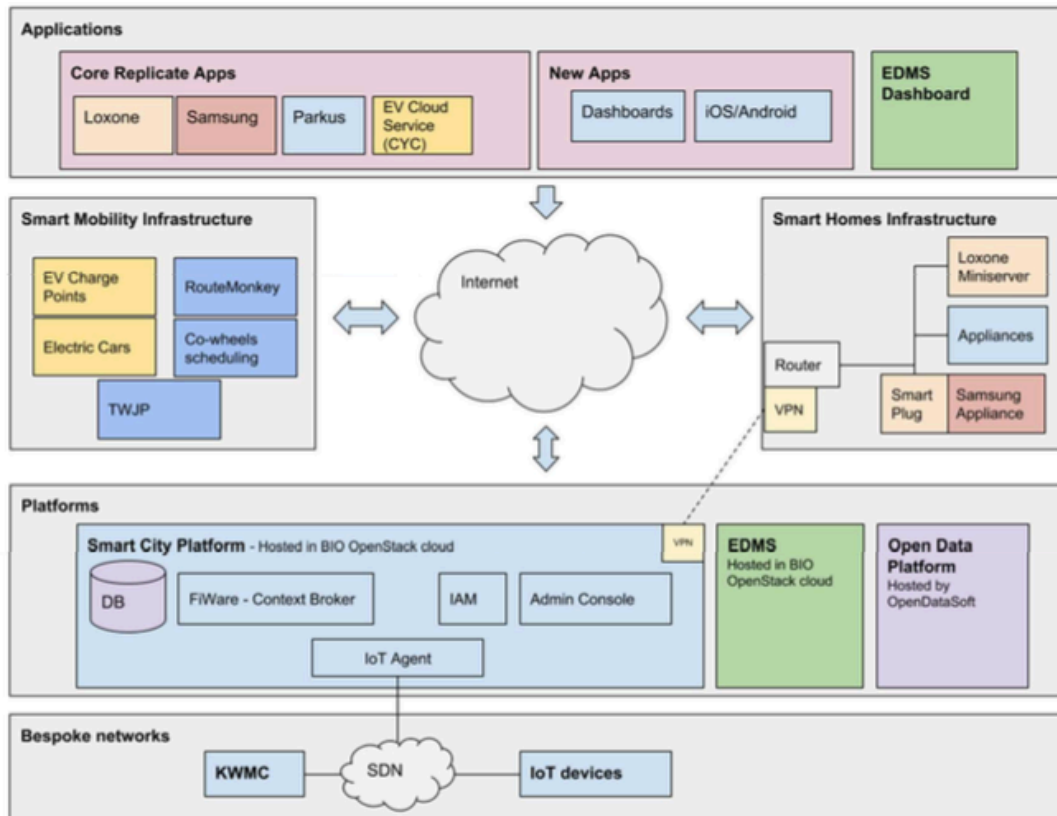 Applications
Core Replicate Apps
Loxone
Samsung
Parkus
EV Cloud
Service
(CYC)
New Apps
Dashboards
iOS/Android
EDMS
Dashboard
Smart Mobility Infrastructure
EV Charge
Points
RouteMonkey
Electric Cars
Co-wheels
scheduling
TWJP
Internet
Smart Homes Infrastructure
Loxone
Miniserver
Appliances
Router
VPN
Smart
Plug
Samsung
Appliance
Platforms
Smart City Platform - Hosted in BIO OpenStack cloud
VPN
DB
FiWare - Context Broker
IAM
Admin Console
IoT Agent
EDMS
Hosted in BIO
OpenStack cloud
Open Data
Platform
Hosted by
OpenDataSoft
Bespoke networks
KWMC
SDN
IoT devices